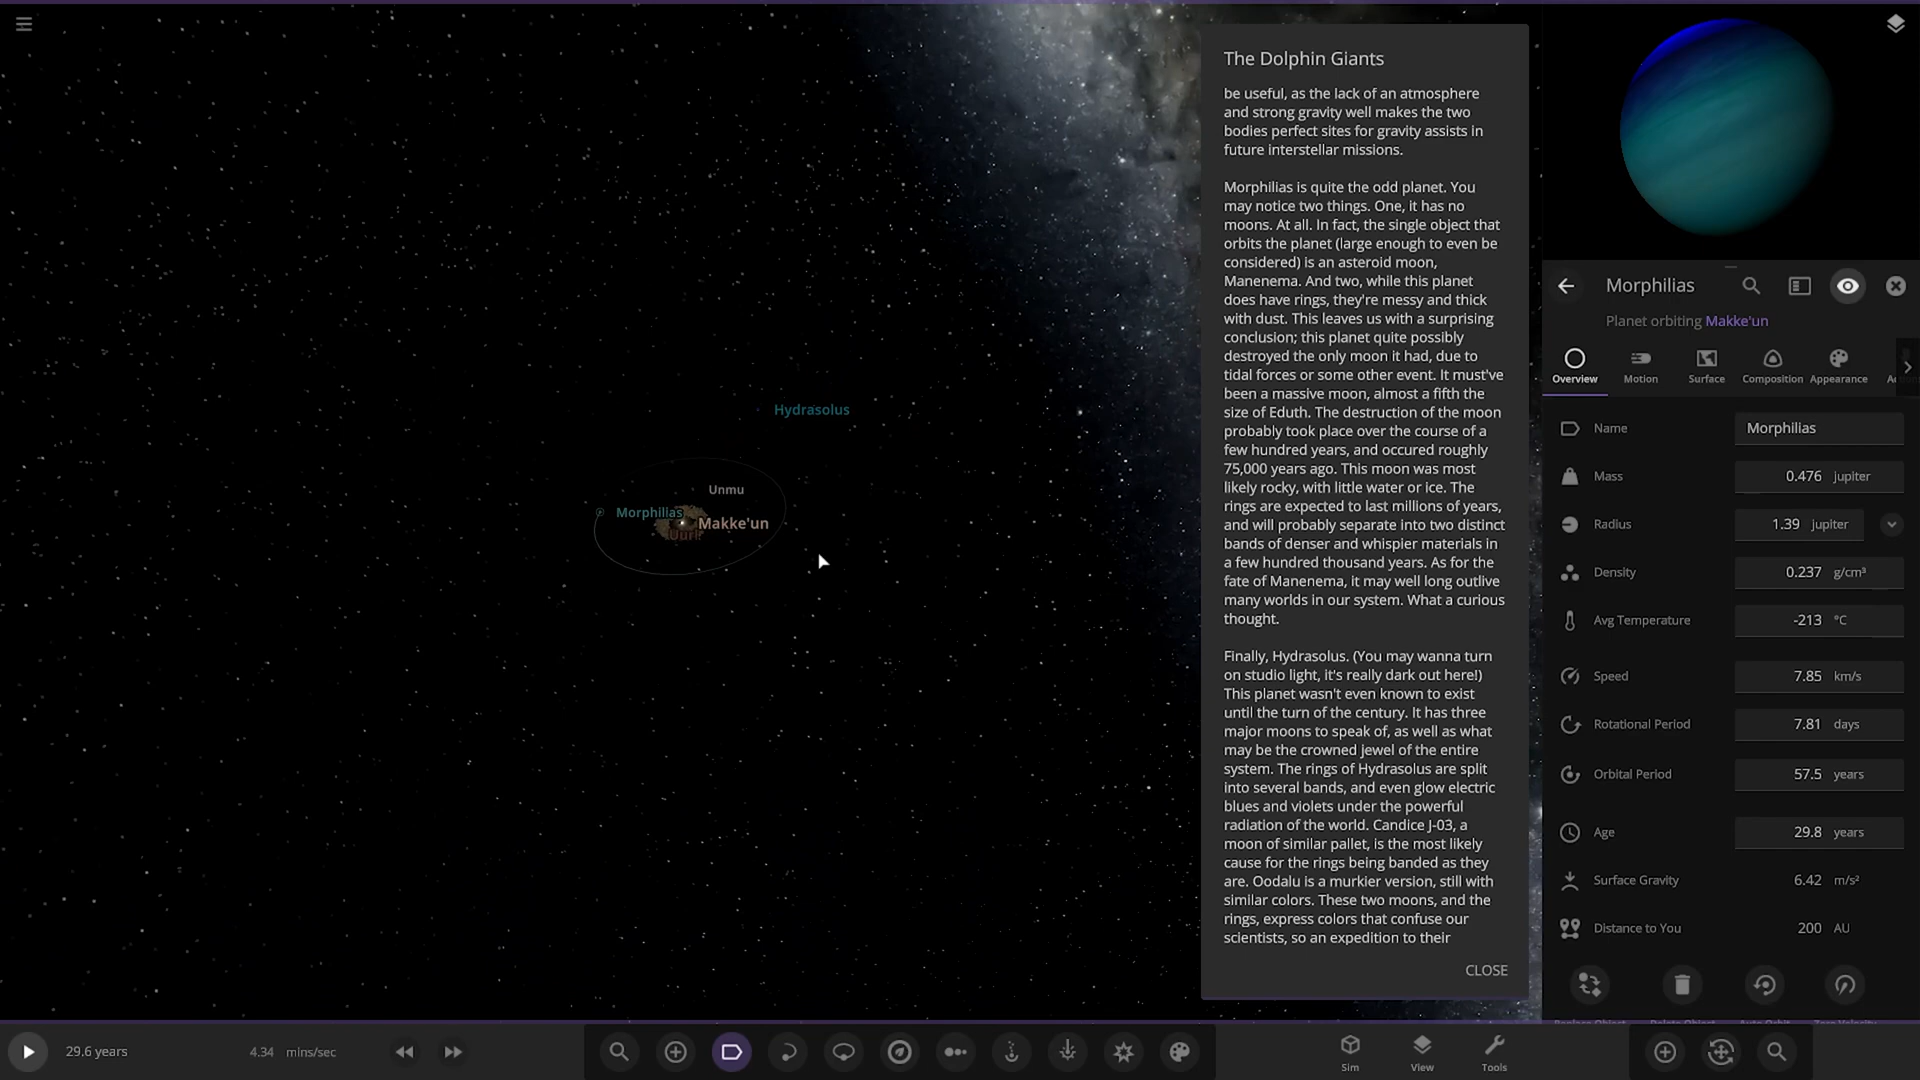 The Dolphin Giants
be useful, as the lack of an atmosphere
and strong gravity well makes the two
bodies perfect sites for gravity assists in
future interstellar missions.
Morphilias is quite the odd planet. You
may notice two things. One, it has no
moons. At all. In fact, the single object that
orbits the planet (large enough to even be
considered) is an asteroid moon,
Manenema. And two, while this planet
does have rings, they're messy and thick
with dust. This leaves us with a surprising
conclusion; this planet quite possibly
destroyed the only moon it had, due to
tidal forces or some other event. It must've
been a massive moon, almost a fifth the
size of Eduth. The destruction of the moon
probably took place over the course of a
few hundred years, and occured roughly
75,000 years ago. This moon was most
likely rocky, with little water or ice. The
rings are expected to last millions of years,
and will probably separate into two distinct
bands of denser and whispier materials in
a few hundred thousand years. As for the
fate of Manenema, it may well long outlive
many worlds in our system. What a curious
thought.
Finally, Hydrasolus. (You may wanna turn
on studio light, it's really dark out here!)
This planet wasn't even known to exist
until the turn of the century. It has three
major moons to speak of, as well as what
may be the crowned jewel of the entire
system. The rings of Hydrasolus are split
into several bands, and even glow electric
blues and violets under the powerful
radiation of the world. Candice J-03, a
moon of similar pallet, is the most likely
cause for the rings being banded as they
are. Oodalu is a murkier version, still with
similar colors. These two moons, and the
rings, express colors that confuse our
scientists, so an expedition to their
CLOSE
Hydrasolus
Unmu
Morphilias
Makke'un
Uuri
Morphilias
Planet orbiting Makke'un
Overview
Motion
Surface
Composition
Appearance
Name Morphilias
Mass 0.476 Jupiter
Radius 1.39 Jupiter
Density 0.237 g/cm³
Avg Temperature -213 °C
Speed 7.85 km/s
Rotational Period 7.81 days
Orbital Period 57.5 years
Age 29.8 years
Surface Gravity 6.42 m/s²
Distance to You 200 AU
29.6 years
4.34 mins/sec
Sim
View
Tools